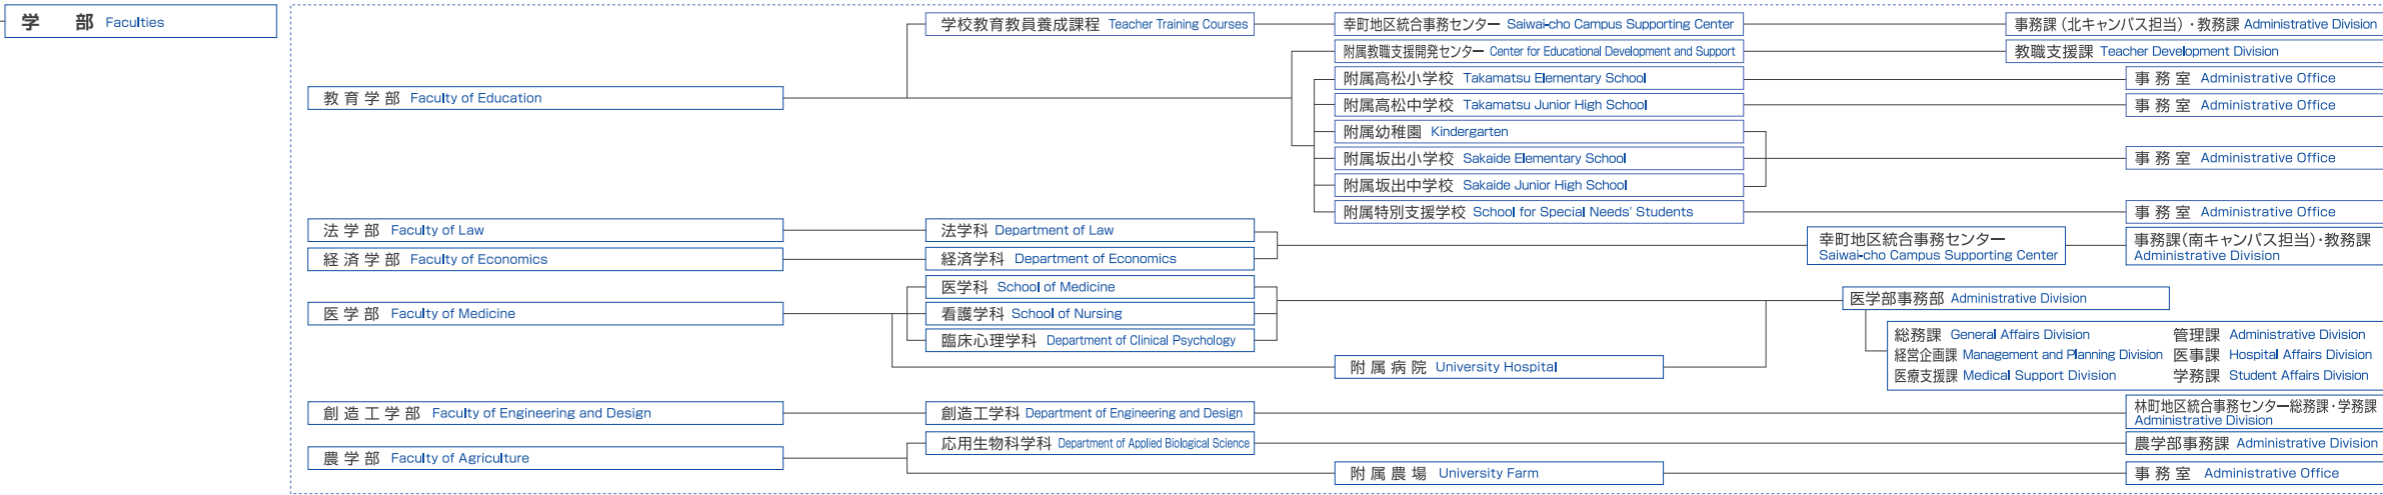 学　部 Faculties
学校教育教員養成課程 Teacher Training Courses
幸町地区統合事務センター Saiwai-cho Campus Supporting Center
事務課（北キャンパス担当）・教務課 Administrative Division
附属教職支援開発センター Center for Educational Development and Support
教職支援課 Teacher Development Division
附属高松小学校 Takamatsu Elementary School
事 務 室 Administrative Office
教 育 学 部 Faculty of Education
附属高松中学校 Takamatsu Junior High School
事 務 室 Administrative Office
附属幼稚園 Kindergarten
附属坂出小学校 Sakaide Elementary School
事 務 室 Administrative Office
附属坂出中学校 Sakaide Junior High School
附属特別支援学校 School for Special Needs' Students
事 務 室 Administrative Office
法 学 部 Faculty of Law
法学科 Department of Law
幸町地区統合事務センター
Saiwai-cho Campus Supporting Center
事務課(南キャンパス担当)・教務課
Administrative Division
経 済 学 部 Faculty of Economics
経済学科 Department of Economics
医学科 School of Medicine
医学部事務部 Administrative Division
医 学 部 Faculty of Medicine
看護学科 School of Nursing
臨床心理学科 Department of Clinical Psychology
総務課 General Affairs Division 管理課 Administrative Division
経営企画課 Management and Planning Division 医事課 Hospital Affairs Division
医療支援課 Medical Support Division 学務課 Student Affairs Division
附 属 病 院 University Hospital
創 造 工 学 部 Faculty of Engineering and Design
創造工学科 Department of Engineering and Design
林町地区統合事務センター総務課・学務課
Administrative Division
応用生物科学科 Department of Applied Biological Science
農学部事務課 Administrative Division
農 学 部 Faculty of Agriculture
附 属 農 場 University Farm
事 務 室 Administrative Office